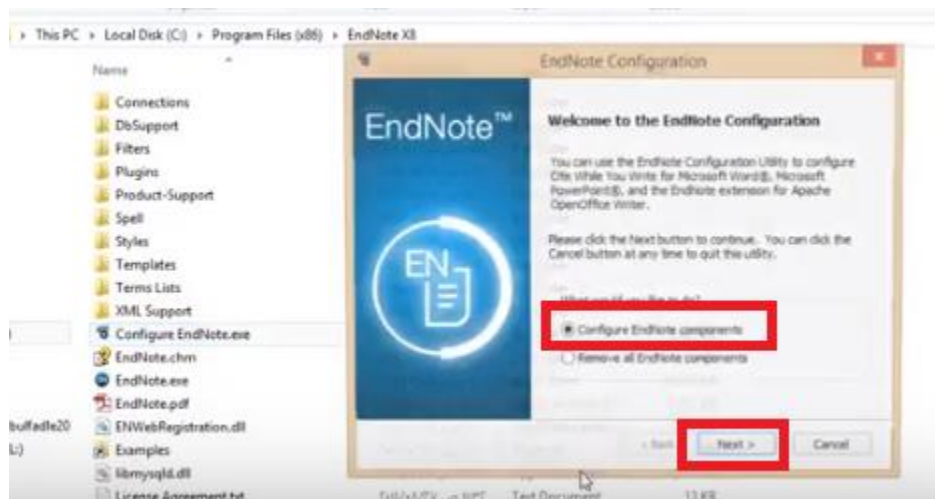 This PC › Local Disk (C:) › Program Files (x86) › EndNote X8
Name
Connections
DbSupport
Filters
Plugins
Product-Support
Spell
Styles
Templates
Terms Lists
XML Support
Configure EndNote.exe
EndNote.chm
EndNote.exe
EndNote.pdf
ENWebRegistration.dll
Examples
libmysqld.dll
License Agreement.txt
bulfadle20
L:)
EndNote Configuration
EndNote™
EN
Welcome to the EndNote Configuration
You can use the EndNote Configuration Utility to configure
Cite While You Write for Microsoft Word®, Microsoft
PowerPoint®, and the EndNote extension for Apache
OpenOffice Writer.
Please click the Next button to continue. You can click the
Cancel button at any time to quit this utility.
What would you like to do?
Configure EndNote components
Remove all EndNote components
< Back
Next >
Cancel
Text Document
13 KB